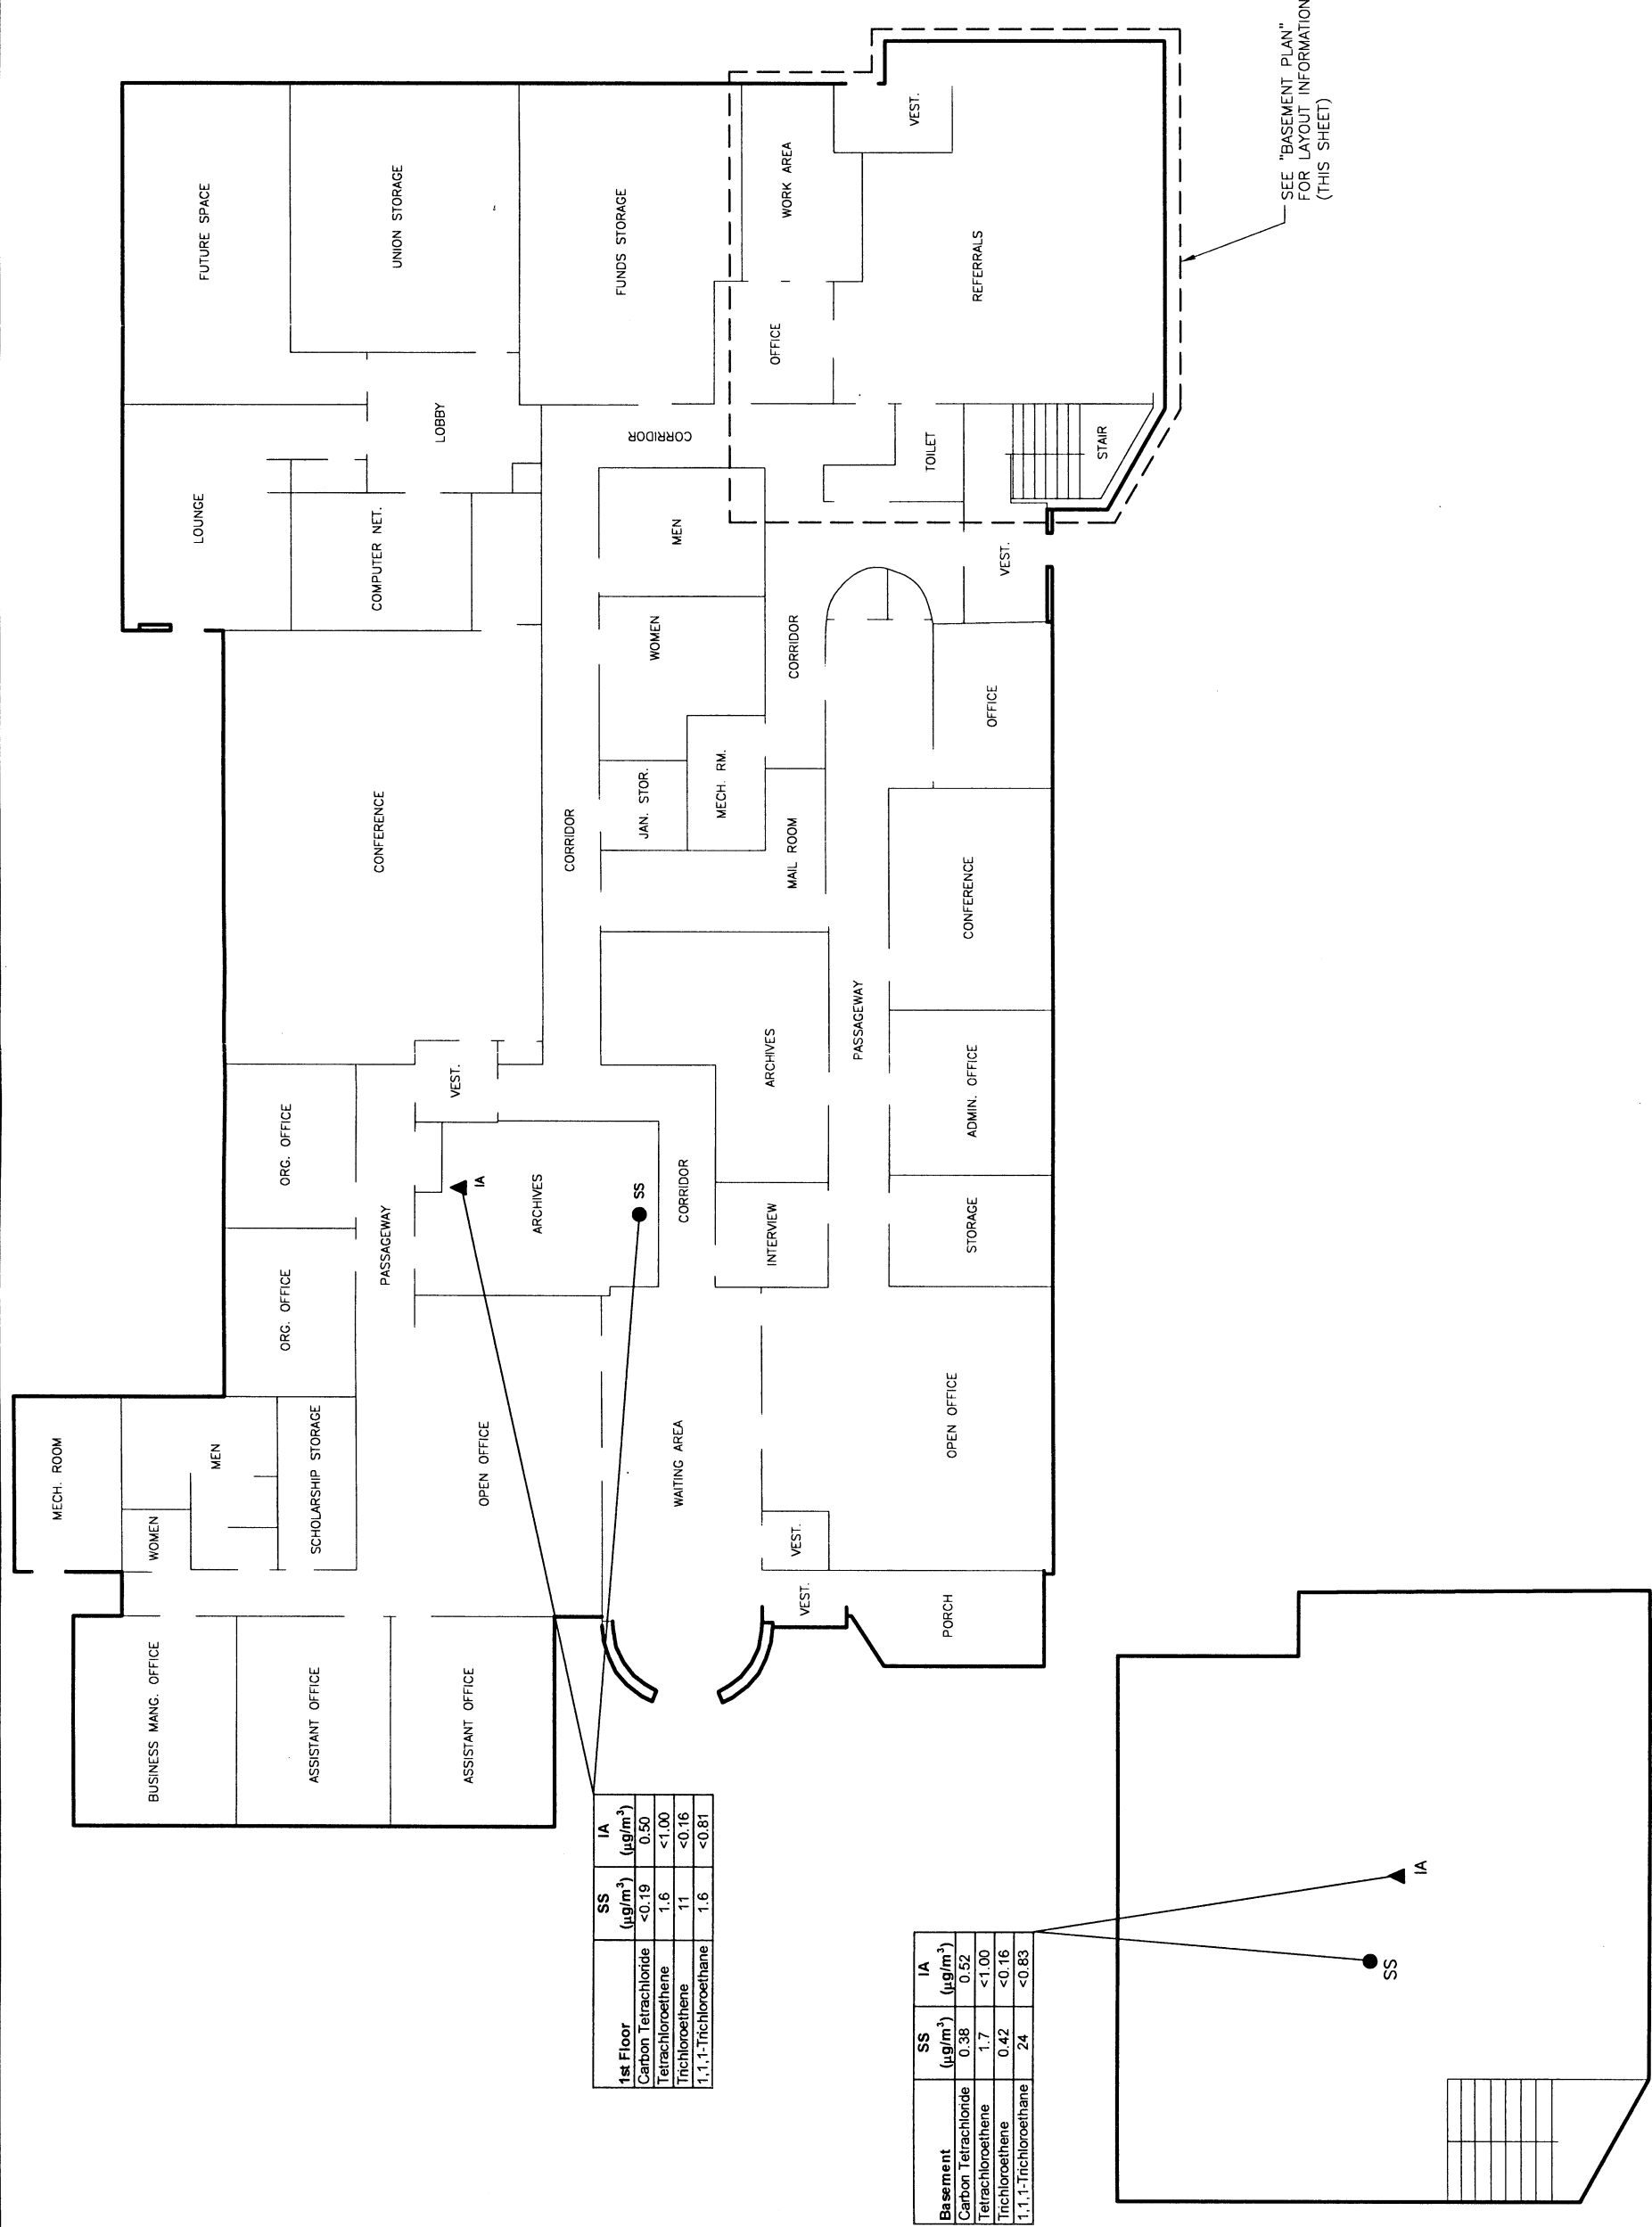 SEE "BASEMENT PLAN"
FOR LAYOUT INFORMATION
(THIS SHEET)
FUTURE SPACE
UNION STORAGE
FUNDS STORAGE
WORK AREA
VEST.
OFFICE
REFERRALS
LOUNGE
LOBBY
CORRIDOR
TOILET
STAIR
COMPUTER NET.
MEN
WOMEN
CORRIDOR
VEST.
CONFERENCE
CORRIDOR
JAN. STOR.
MECH. RM.
MAIL ROOM
OFFICE
CONFERENCE
ORG. OFFICE
VEST.
ARCHIVES
PASSAGEWAY
ADMIN. OFFICE
IA
ARCHIVES
SS
CORRIDOR
INTERVIEW
STORAGE
ORG. OFFICE
PASSAGEWAY
MECH. ROOM
MEN
WOMEN
SCHOLARSHIP STORAGE
OPEN OFFICE
WAITING AREA
OPEN OFFICE
VEST.
VEST.
PORCH
BUSINESS MANG. OFFICE
ASSISTANT OFFICE
ASSISTANT OFFICE
1st Floor SS (µg/m³) IA (µg/m³)
Carbon Tetrachloride <0.19 0.50
Tetrachloroethene 1.6 <1.00
Trichloroethene 11 <0.16
1,1,1-Trichloroethane 1.6 <0.81
Basement SS (µg/m³) IA (µg/m³)
Carbon Tetrachloride 0.38 0.52
Tetrachloroethene 1.7 <1.00
Trichloroethene 0.42 <0.16
1,1,1-Trichloroethane 24 <0.83
IA
SS